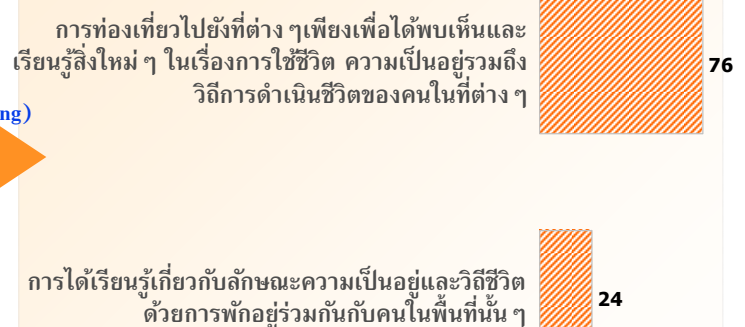 การท่องเที่ยวไปยังที่ต่าง ๆเพียงเพื่อได้พบเห็นและ
เรียนรู้สิ่งใหม่ ๆ ในเรื่องการใช้ชีวิต ความเป็นอยู่รวมถึง
วิถีการดำเนินชีวิตของคนในที่ต่าง ๆ
76
ng)
การได้เรียนรู้เกี่ยวกับลักษณะความเป็นอยู่และวิถีชีวิต
ด้วยการพักอยู่ร่วมกันกับคนในพื้นที่นั้น ๆ
24